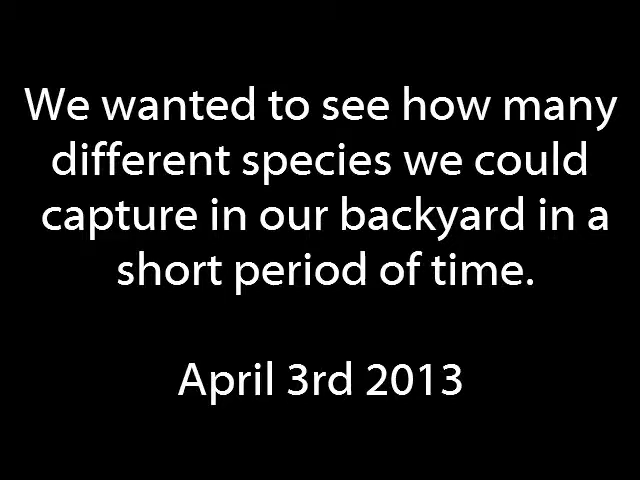 We wanted to see how many
different species we could
capture in our backyard in a
short period of time.
April 3rd 2013